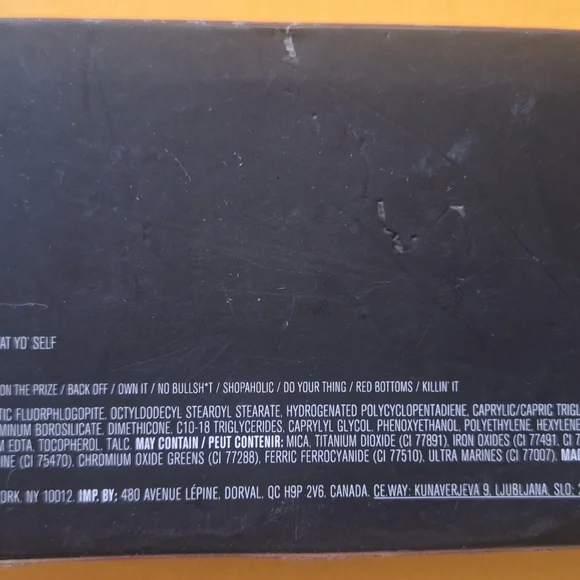 AT YO' SELF
ON THE PRIZE / BACK OFF / OWN IT / NO BULLSH*T / SHOPAHOLIC / DO YOUR THING / RED BOTTOMS / KILLIN' IT
TIC FLUORPHLOGOPITE, OCTYLDODECYL STEAROYL STEARATE, HYDROGENATED POLYCYCLOPENTADIENE, CAPRYLIC/CAPRIC TRIGL
UMINUM BOROSILICATE, DIMETHICONE, C10-18 TRIGLYCERIDES, CAPRYLYL GLYCOL, PHENOXYETHANOL, POLYETHYLENE, HEXYLENE
M EDTA, TOCOPHEROL, TALC. MAY CONTAIN / PEUT CONTENIR: MICA, TITANIUM DIOXIDE (CI 77891), IRON OXIDES (CI 77491, CI 7
INE (CI 75470), CHROMIUM OXIDE GREENS (CI 77288), FERRIC FERROCYANIDE (CI 77510), ULTRA MARINES (CI 77007). MAD
ORK, NY 10012. IMP. BY: 480 AVENUE LÉPINE, DORVAL, QC H9P 2V6, CANADA. CE.WAY: KUNAVERJEVA 9, LJUBLJANA, SLO: 2